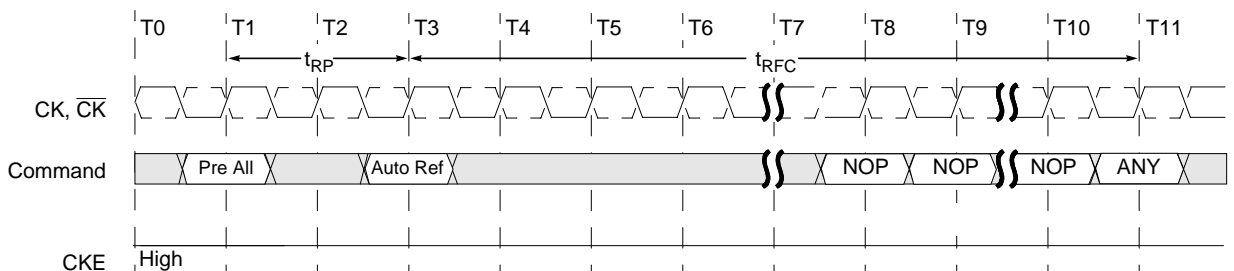 T0 T1 T2 T3 T4 T5 T6 T7 T8 T9 T10 T11
tRP tRFC
CK, C̅K̅
Command Pre All Auto Ref NOP NOP NOP ANY
CKE High